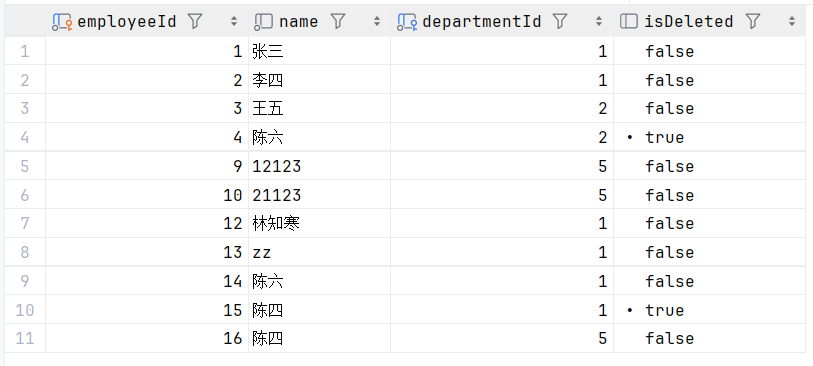 employeeId name departmentId isDeleted
1 1 张三 1 false
2 2 李四 1 false
3 3 王五 2 false
4 4 陈六 2 • true
5 9 12123 5 false
6 10 21123 5 false
7 12 林知寒 1 false
8 13 zz 1 false
9 14 陈六 1 false
10 15 陈四 1 • true
11 16 陈四 5 false